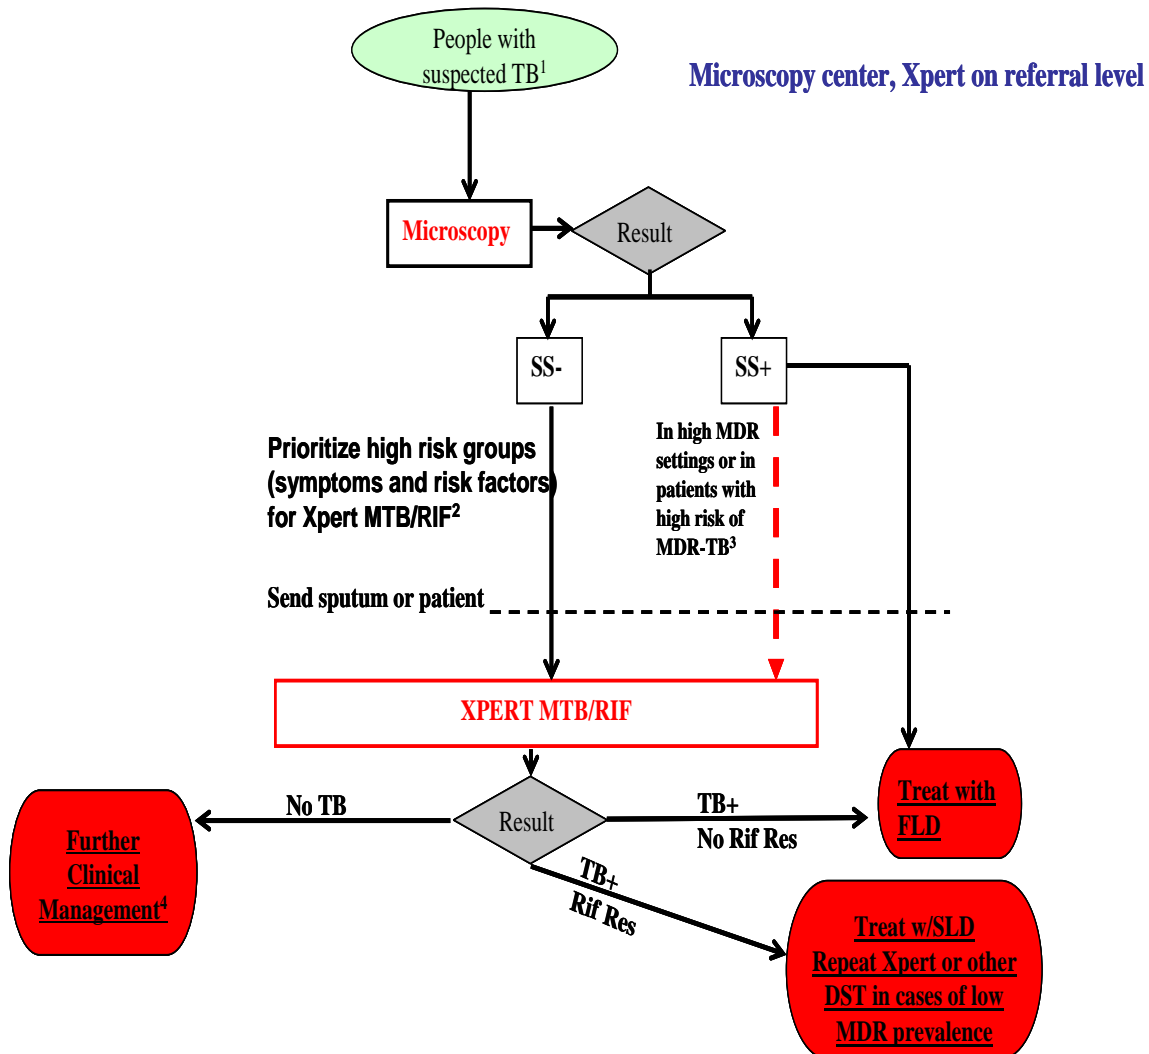 People with
suspected TB¹
Microscopy center, Xpert on referral level
Microscopy
Result
SS-
SS+
Prioritize high risk groups
(symptoms and risk factors)
for Xpert MTB/RIF²
In high MDR
settings or in
patients with
high risk of
MDR-TB³
Send sputum or patient
XPERT MTB/RIF
No TB
Result
TB+
No Rif Res
Treat with
FLD
Further
Clinical
Management⁴
TB+
Rif Res
Treat w/SLD
Repeat Xpert or other
DST in cases of low
MDR prevalence